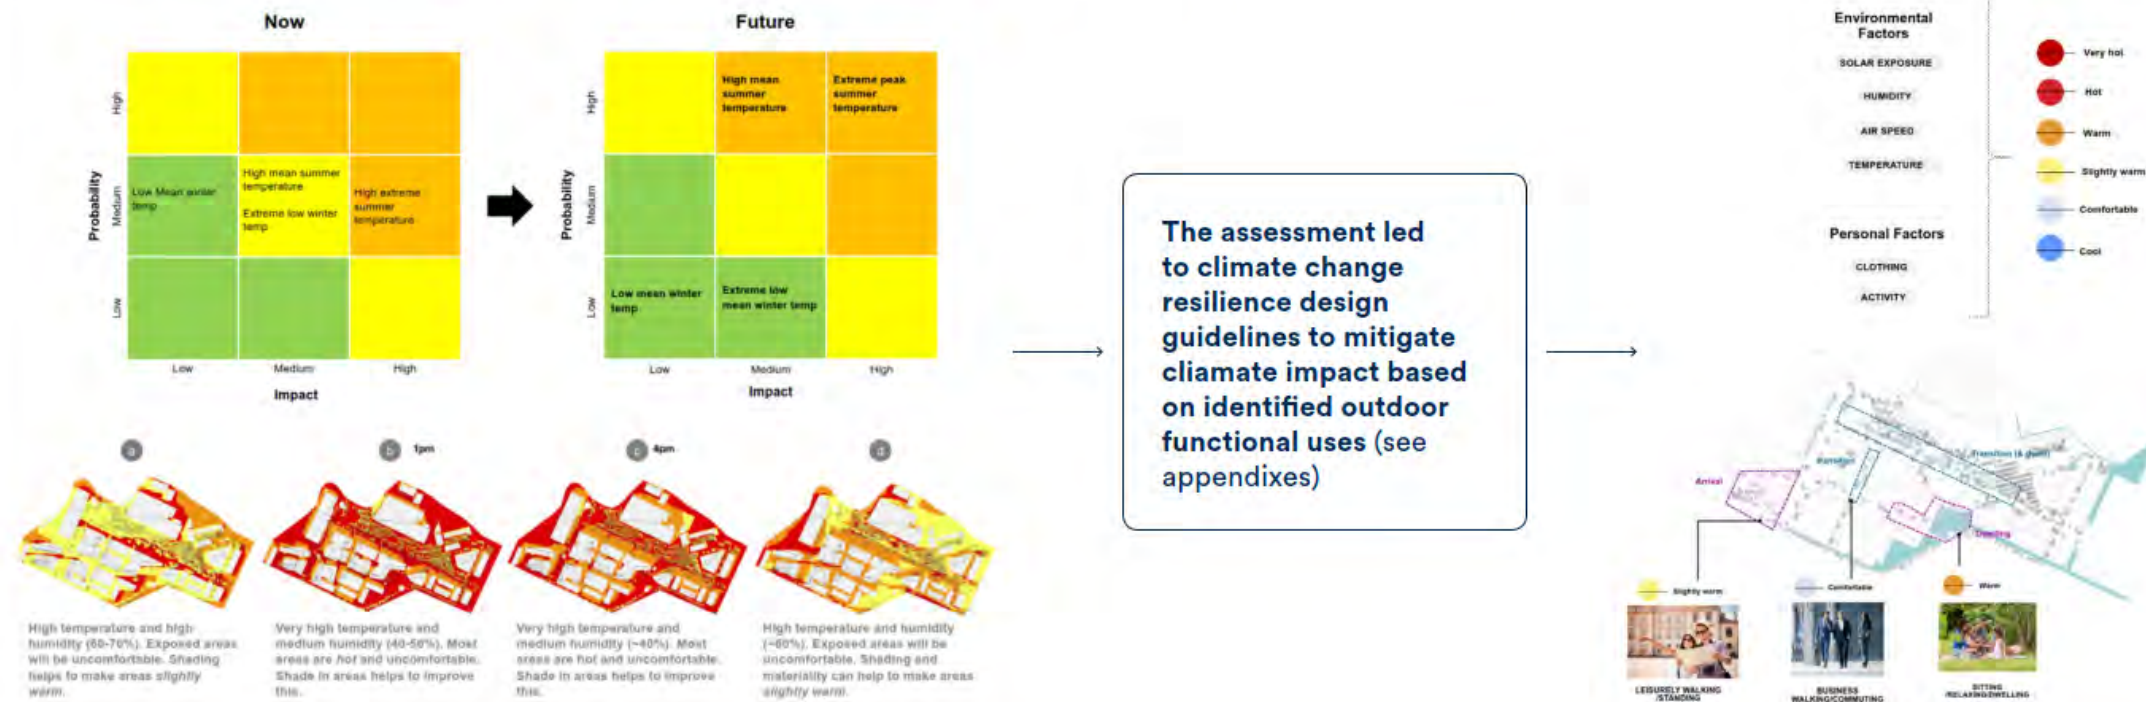 Now
Future
High
Medium
Low
Probability
Low Mean winter
temp
High mean summer
temperature
Extreme low winter
temp
High extreme
summer
temperature
Low
Medium
High
Impact
High
Medium
Low
Probability
High mean
summer
temperature
Extreme peak
summer
temperature
Low mean winter
temp
Extreme low
mean winter temp
Low
Medium
High
Impact
a
b
1pm
c
4pm
d
High temperature and high
humidity (60-70%). Exposed areas
will be uncomfortable. Shading
helps to make areas slightly
warm.
Very high temperature and
medium humidity (40-50%). Most
areas are hot and uncomfortable.
Shade in areas helps to improve
this.
Very high temperature and
medium humidity (~40%). Most
areas are hot and uncomfortable.
Shade in areas helps to improve
this.
High temperature and humidity
(~60%). Exposed areas will be
uncomfortable. Shading and
materiality can help to make areas
slightly warm.
The assessment led
to climate change
resilience design
guidelines to mitigate
cliamate impact based
on identified outdoor
functional uses (see
appendixes)
Environmental
Factors
SOLAR EXPOSURE
HUMIDITY
AIR SPEED
TEMPERATURE
Personal Factors
CLOTHING
ACTIVITY
Very hot
Hot
Warm
Slightly warm
Comfortable
Cool
Arrival
Transition (&
Dwelling
Slightly warm
Comfortable
Warm
LEISURELY WALKING
/STANDING
BUSINESS
WALKING/COMMUTING
SITTING
/RELAXING/DWELLING